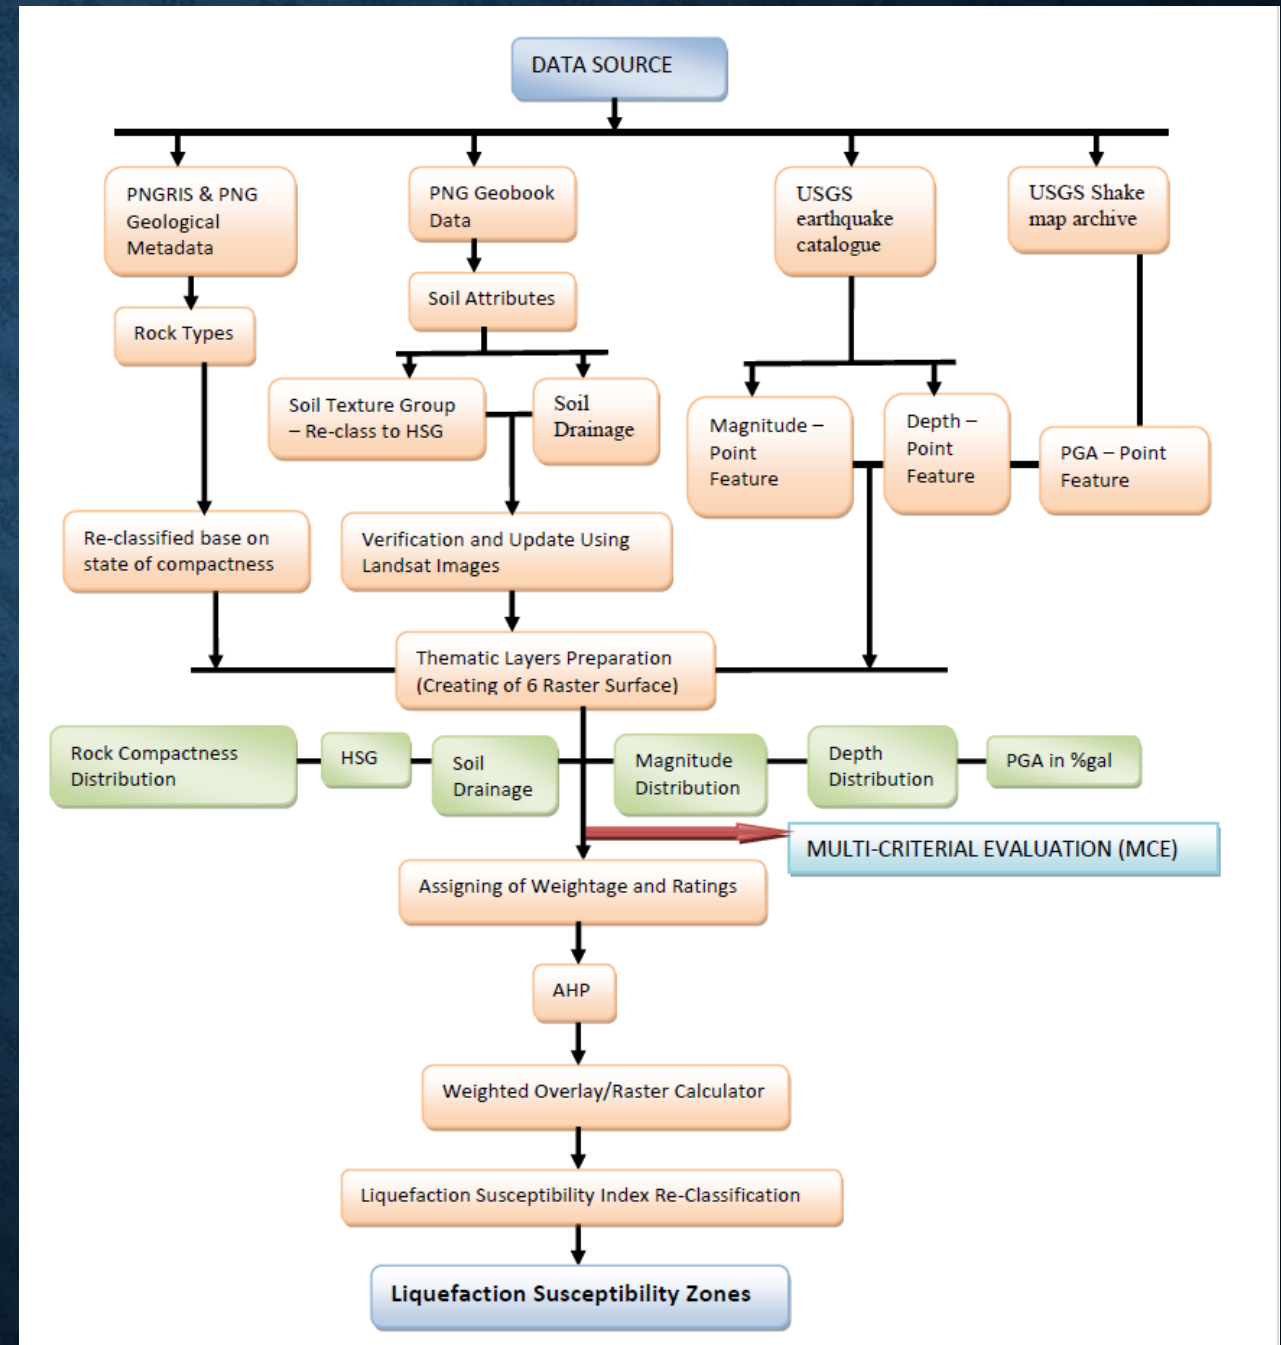 DATA SOURCE
PNGRIS & PNG
Geological
Metadata
PNG Geobook
Data
USGS
earthquake
catalogue
USGS Shake
map archive
Rock Types
Soil Attributes
Soil Texture Group
– Re-class to HSG
Soil
Drainage
Magnitude –
Point
Feature
Depth –
Point
Feature
PGA – Point
Feature
Re-classified base on
state of compactness
Verification and Update Using
Landsat Images
Thematic Layers Preparation
(Creating of 6 Raster Surface)
Rock Compactness
Distribution
HSG
Soil
Drainage
Magnitude
Distribution
Depth
Distribution
PGA in %gal
MULTI-CRITERIAL EVALUATION (MCE)
Assigning of Weightage and Ratings
AHP
Weighted Overlay/Raster Calculator
Liquefaction Susceptibility Index Re-Classification
Liquefaction Susceptibility Zones